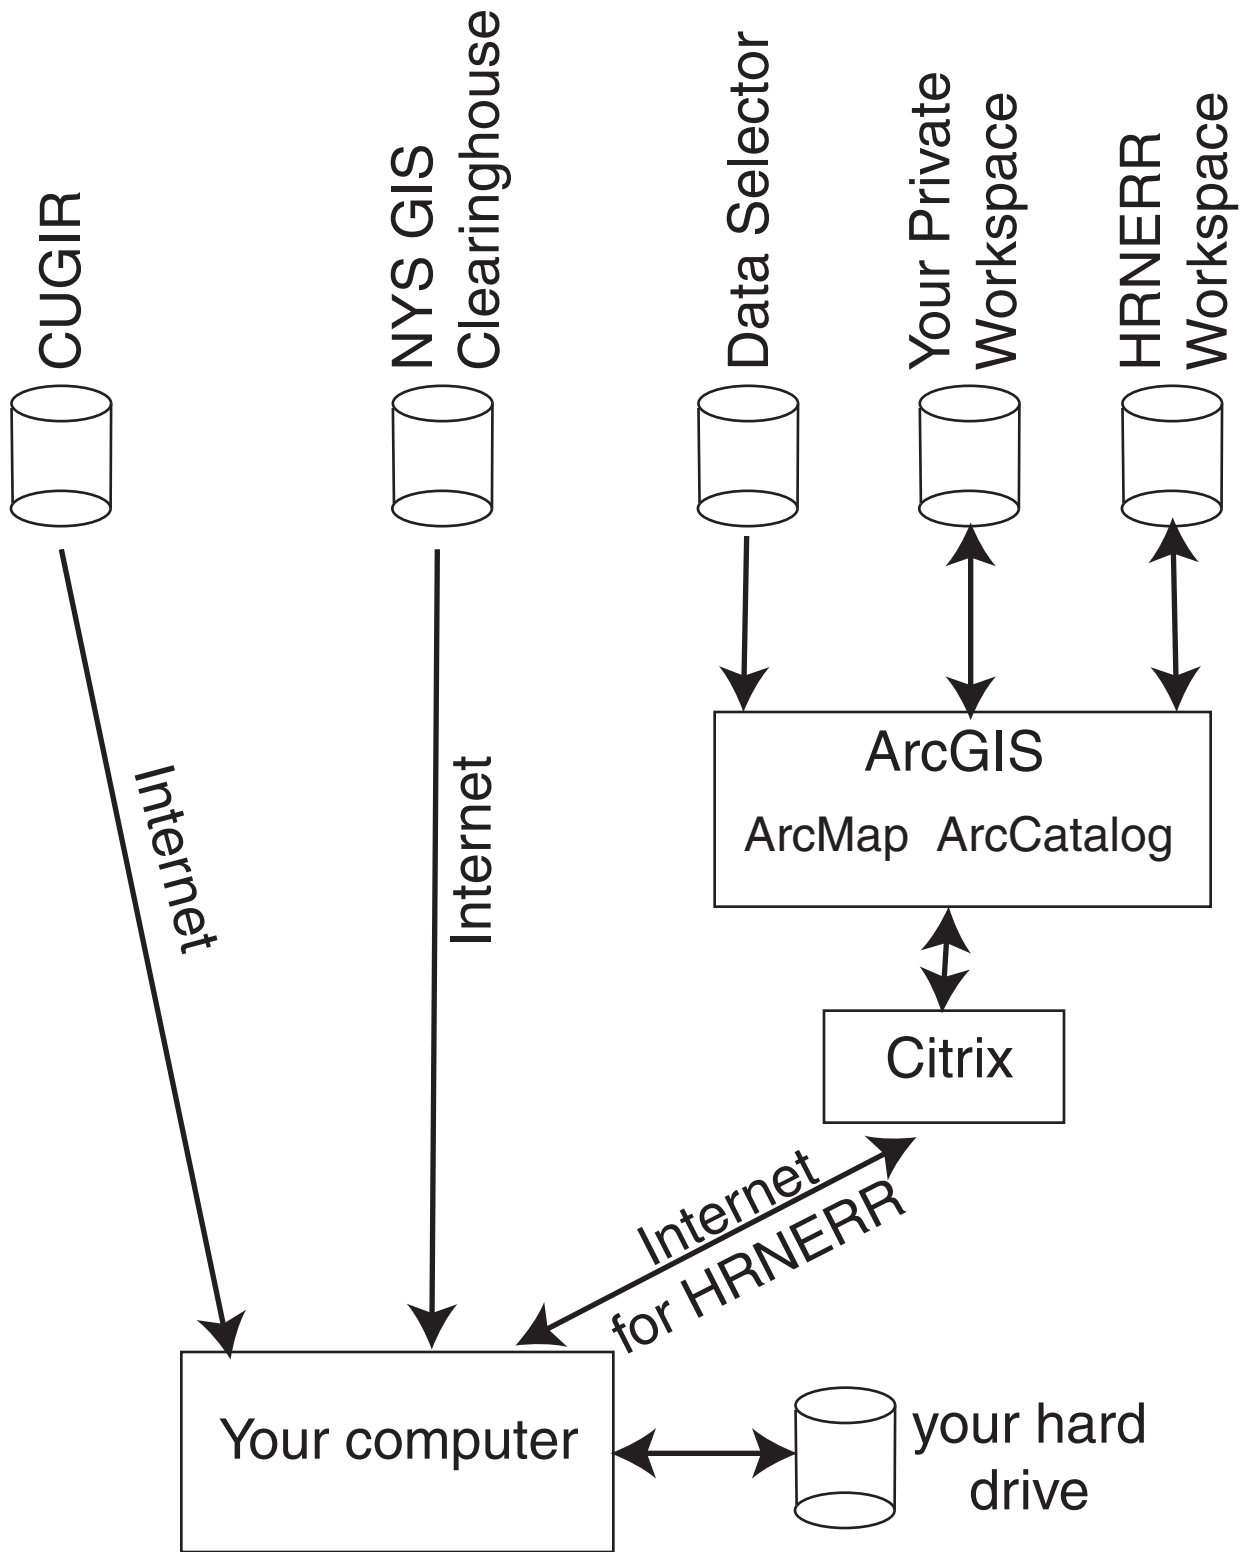 CUGIR
NYS GIS
Clearinghouse
Data Selector
Your Private
Workspace
HRNERR
Workspace
ArcGIS
ArcMap ArcCatalog
Internet
Internet
Citrix
Internet
for HRNERR
Your computer
your hard
drive